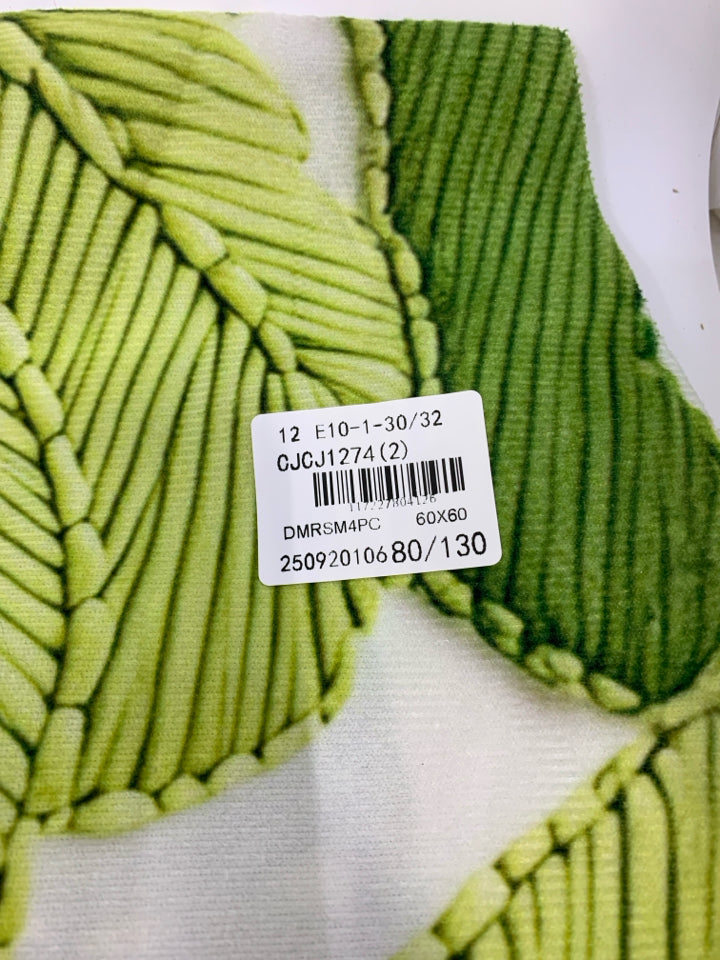 12 E10-1-30/32
CJCJ1274(2)
DMRSM4PC 60X60
25092010680/130